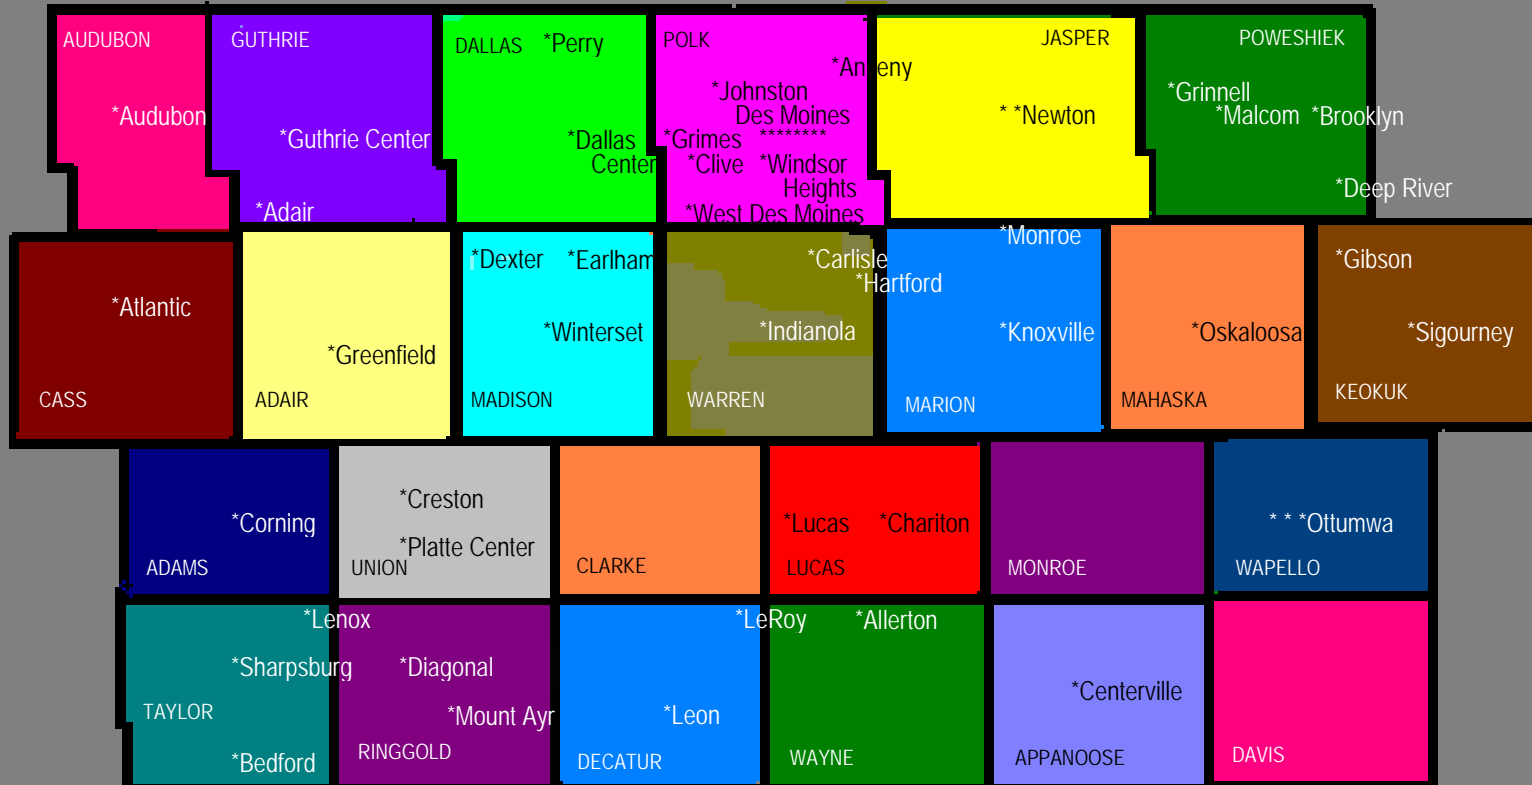 AUDUBON
GUTHRIE
DALLAS
*Perry
POLK
JASPER
POWESHIEK
*Ankeny
*Johnston
*Grinnell
*Audubon
Des Moines
* *Newton
*Malcom
*Brooklyn
*Guthrie Center
*Dallas
Center
*Grimes
********
*Clive
*Windsor
Heights
*Deep River
*Adair
*West Des Moines
*Monroe
*Dexter
*Earlham
*Carlisle
*Gibson
*Hartford
*Atlantic
*Winterset
*Indianola
*Knoxville
*Oskaloosa
*Sigourney
*Greenfield
CASS
ADAIR
MADISON
WARREN
MARION
MAHASKA
KEOKUK
*Creston
*Corning
*Lucas
*Chariton
* * *Ottumwa
*Platte Center
ADAMS
UNION
CLARKE
LUCAS
MONROE
WAPELLO
*Lenox
*LeRoy
*Allerton
*Sharpsburg
*Diagonal
*Centerville
TAYLOR
*Mount Ayr
*Leon
*Bedford
RINGGOLD
DECATUR
WAYNE
APPANOOSE
DAVIS